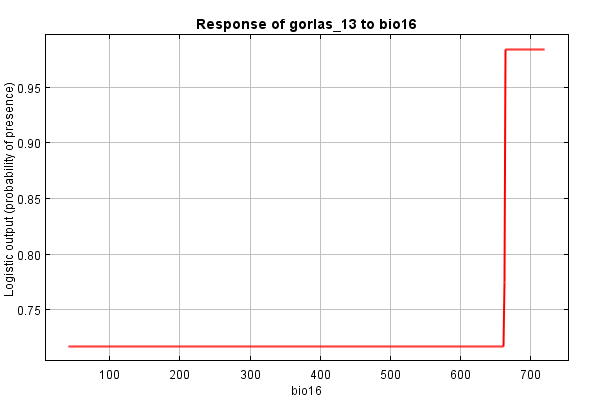 Response of gorlas_13 to bio16
Logistic output (probability of presence)
0.95
0.90
0.85
0.80
0.75
100 200 300 400 500 600 700
bio16